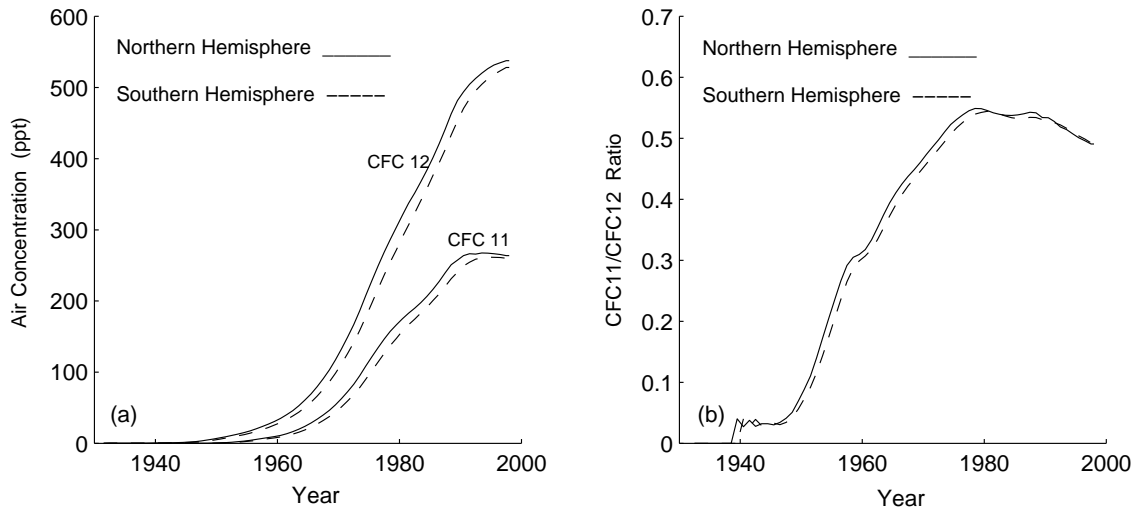 600
500
400
300
200
100
0
Air Concentration (ppt)
Northern Hemisphere
Southern Hemisphere
CFC 12
CFC 11
(a)
1940
1960
1980
2000
Year
0.7
0.6
0.5
0.4
0.3
0.2
0.1
0
CFC11/CFC12 Ratio
Northern Hemisphere
Southern Hemisphere
(b)
1940
1960
1980
2000
Year